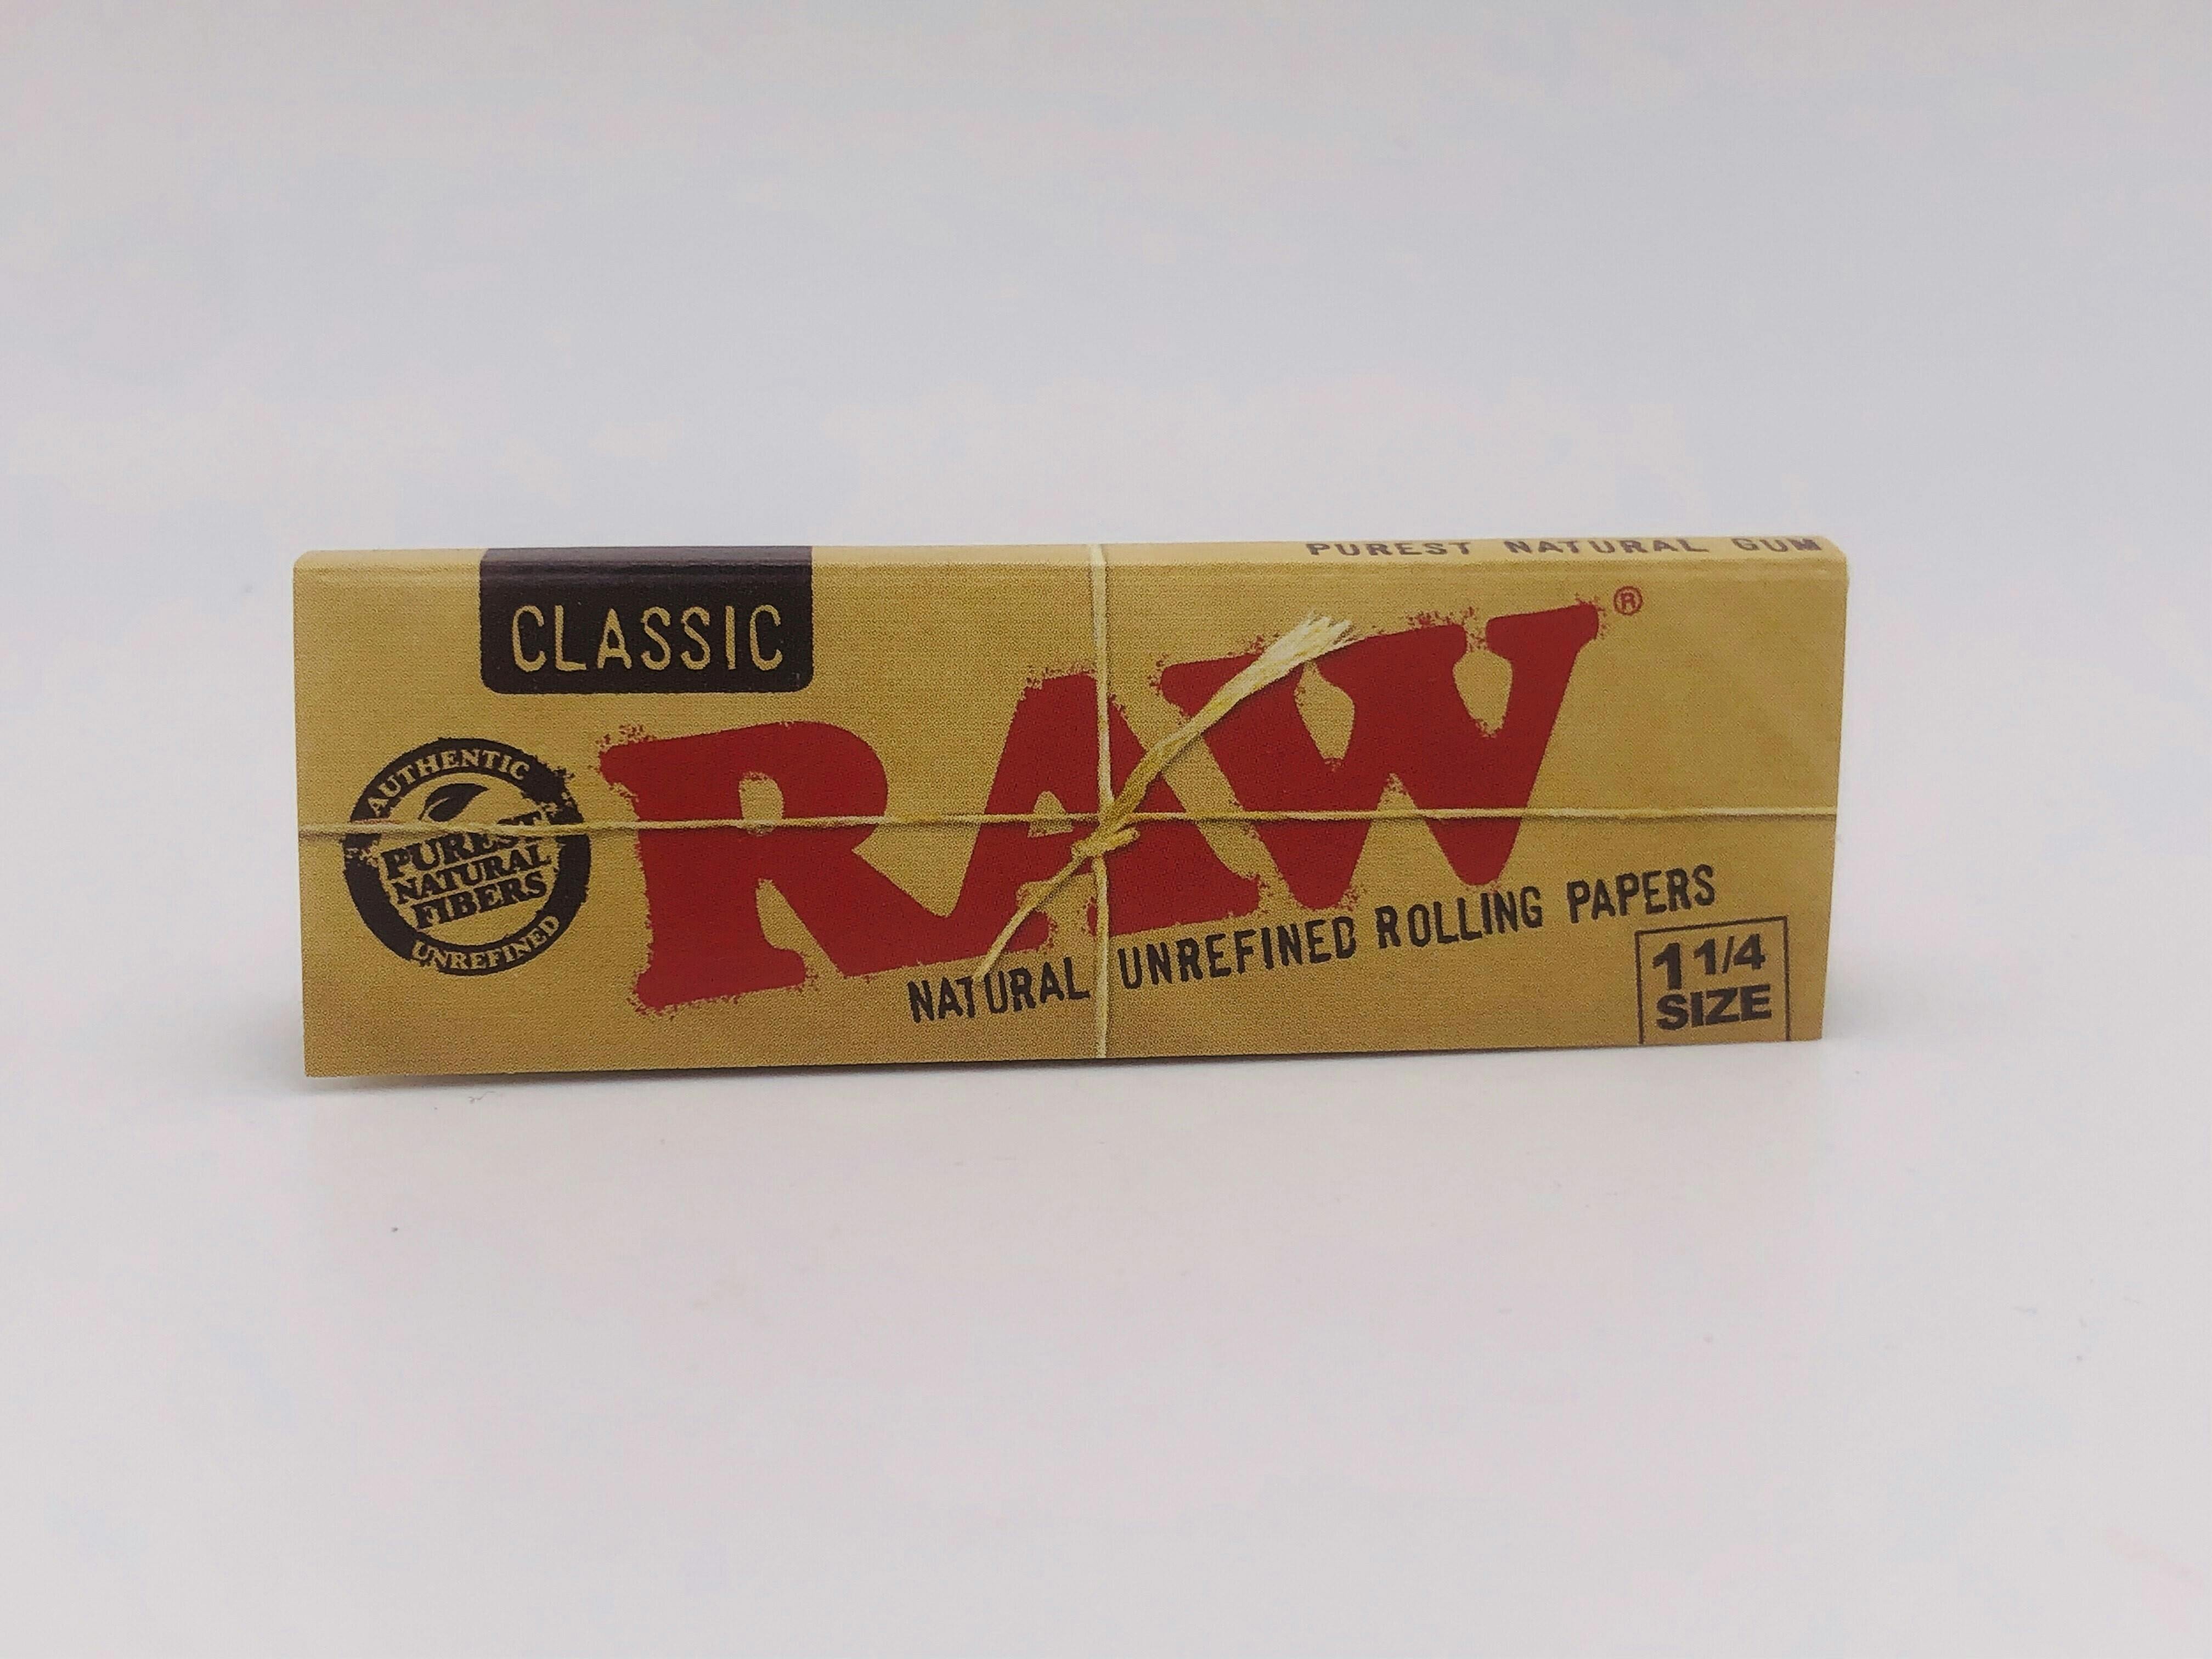 PUREST NATURAL GUM
CLASSIC
RAW®
AUTHENTIC
PUREST
NATURAL
FIBERS
UNREFINED
NATURAL UNREFINED ROLLING PAPERS
1 1/4
SIZE